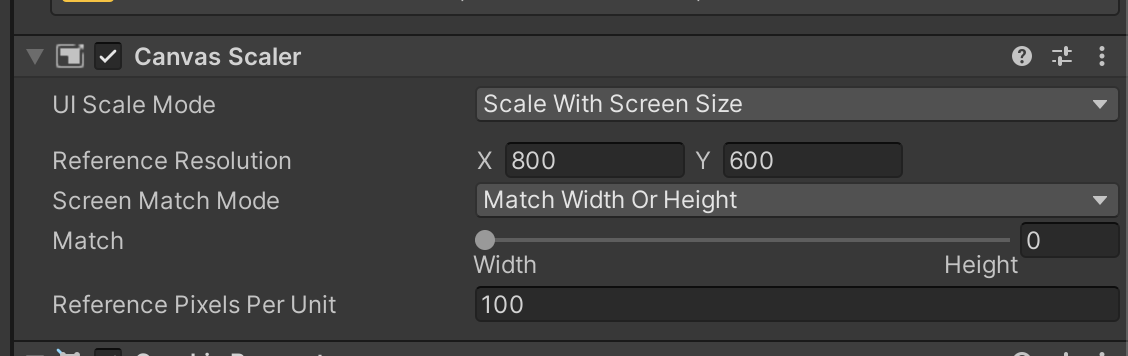 Canvas Scaler
UI Scale Mode
Scale With Screen Size
Reference Resolution
X 800 Y 600
Screen Match Mode
Match Width Or Height
Match
0
Width Height
Reference Pixels Per Unit
100